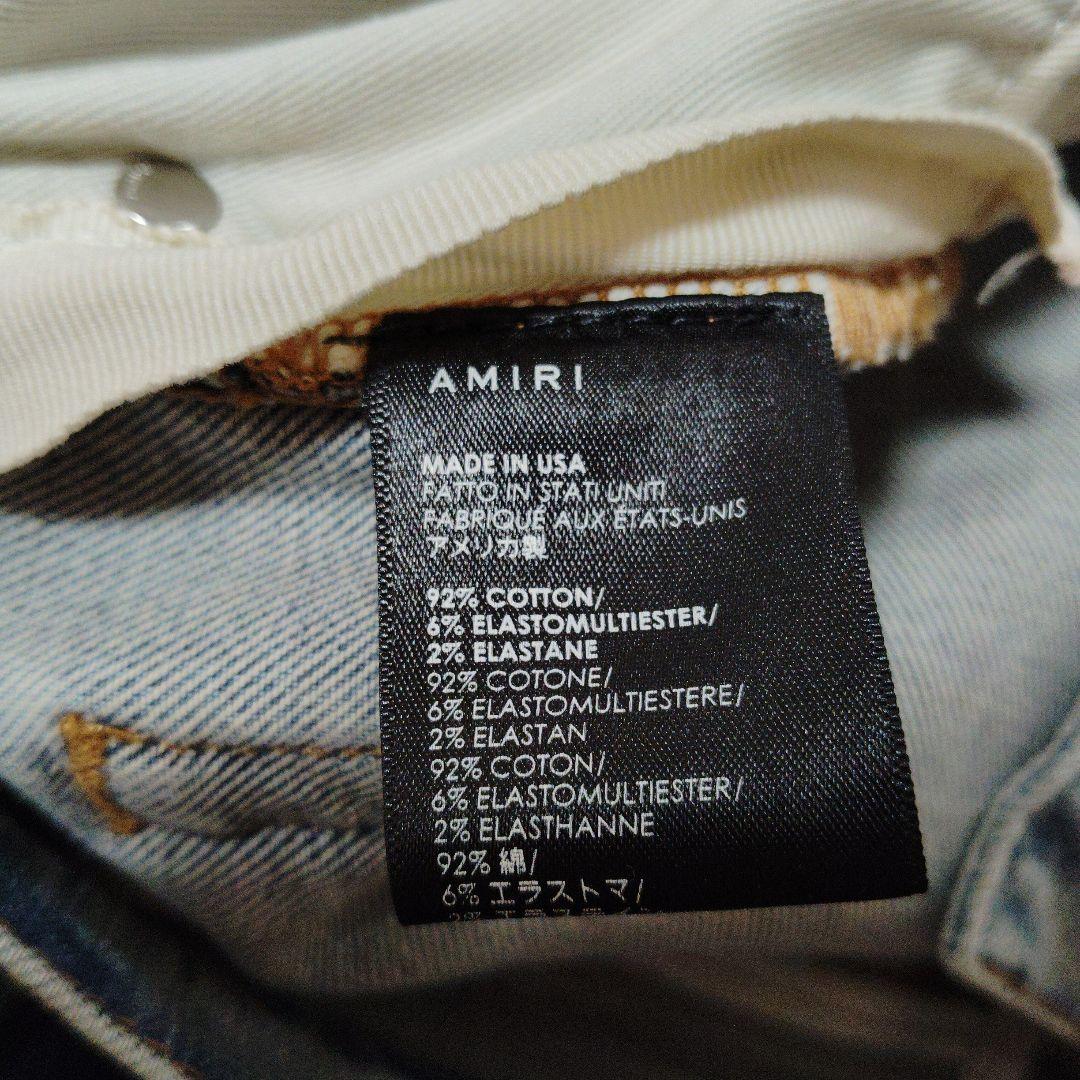 AMIRI
MADE IN USA
FATTO IN STATI UNITI
FABRIQUÉ AUX ÉTATS-UNIS
アメリカ製
92% COTTON/
6% ELASTOMULTIESTER/
2% ELASTANE
92% COTONE/
6% ELASTOMULTIESTERE/
2% ELASTAN
92% COTON/
6% ELASTOMULTIESTER/
2% ELASTHANNE
92% 綿/
6% エラストマ/